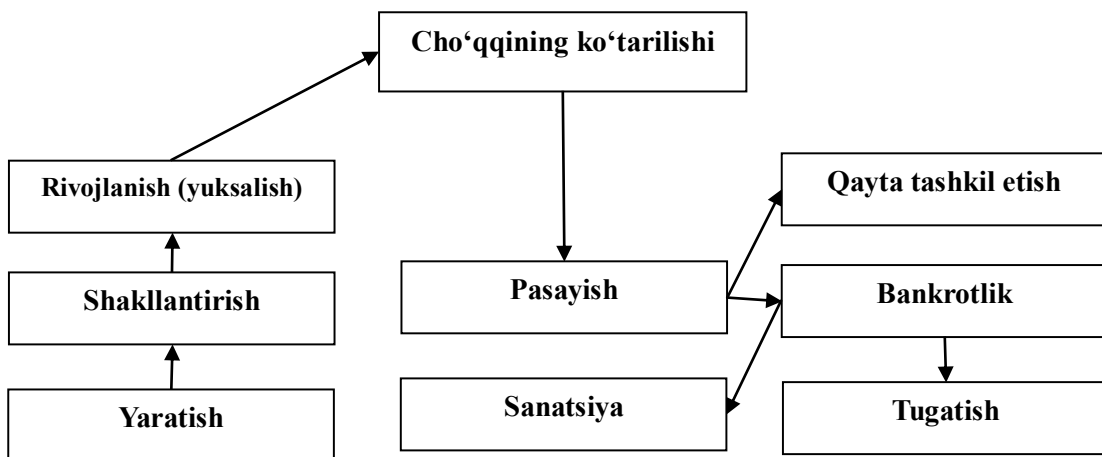 Cho‘qqining ko‘tarilishi
Rivojlanish (yuksalish)
Qayta tashkil etish
Shakllantirish
Pasayish
Bankrotlik
Yaratish
Sanatsiya
Tugatish